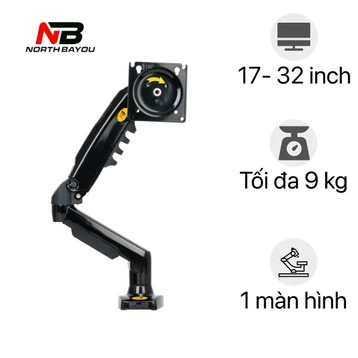 NB
NORTH BAYOU
17- 32 inch
Tối đa 9 kg
1 màn hình